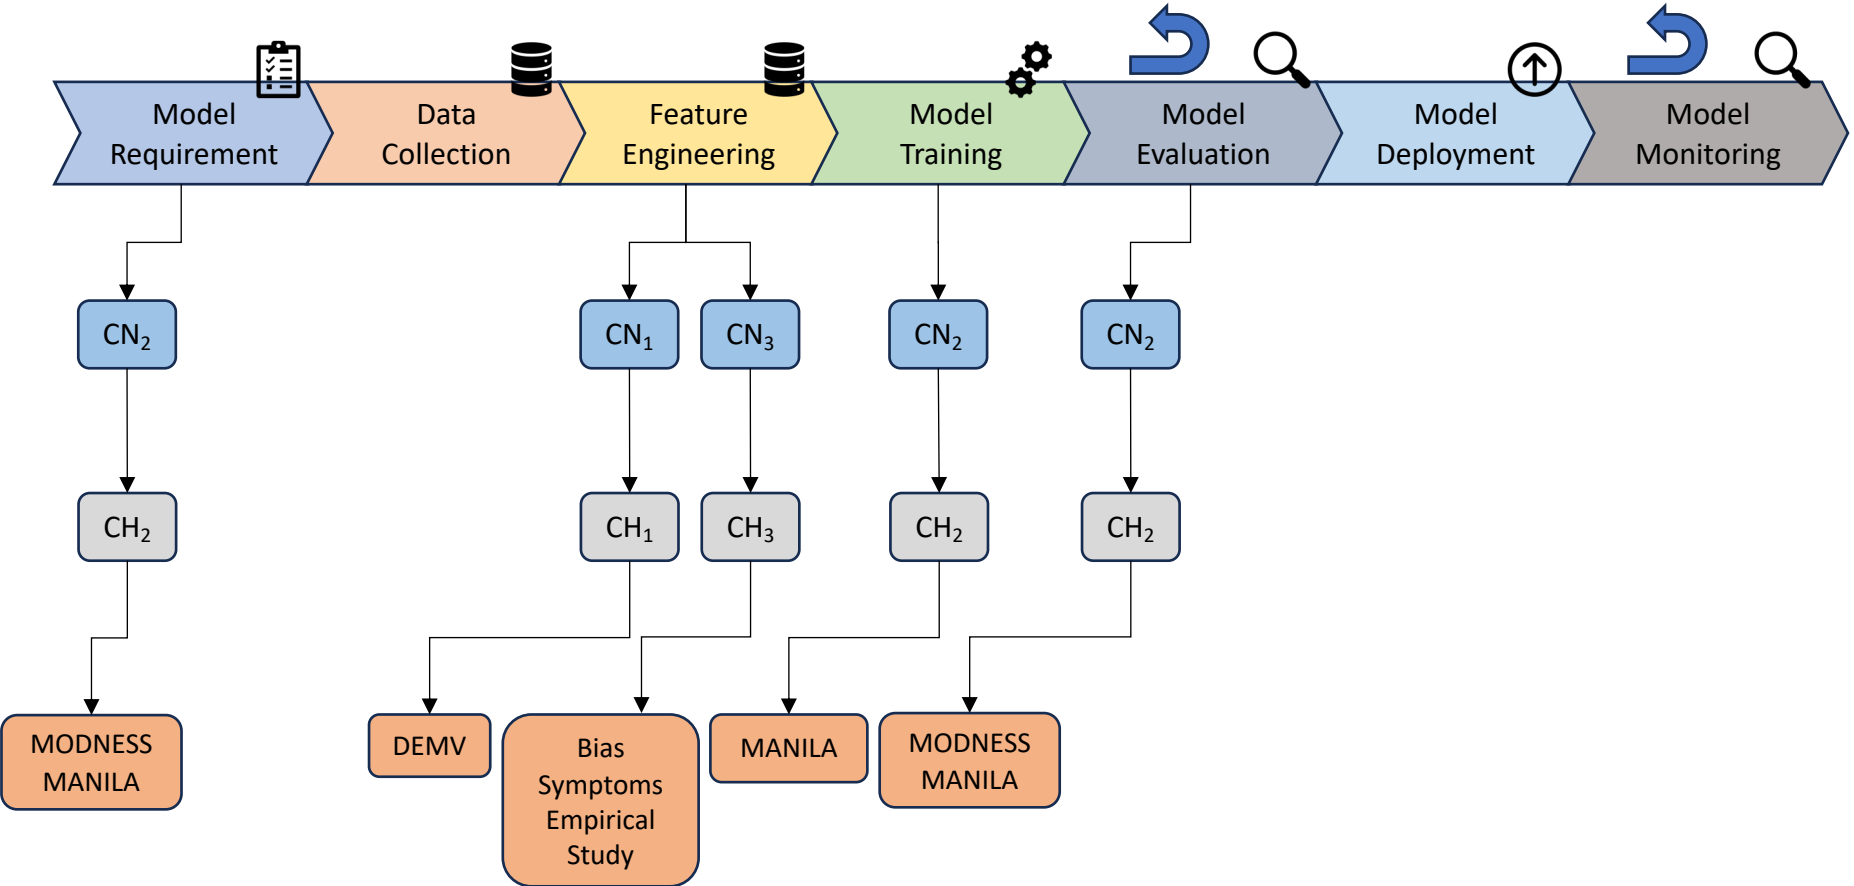 Model
Requirement
Data
Collection
Feature
Engineering
Model
Training
Model
Evaluation
Model
Deployment
Model
Monitoring
CN₂
CN₁
CN₃
CN₂
CN₂
CH₂
CH₁
CH₃
CH₂
CH₂
MODNESS
MANILA
DEMV
Bias
Symptoms
Empirical
Study
MANILA
MODNESS
MANILA